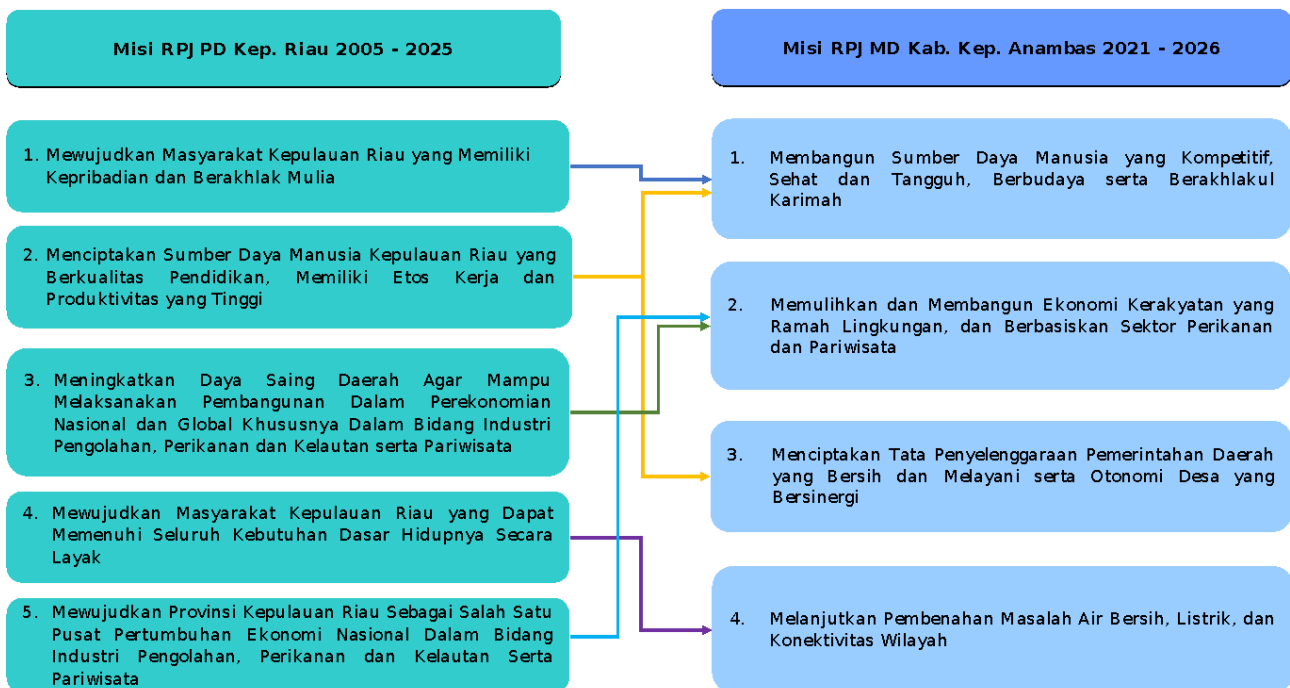 Misi RPJPD Kep. Riau 2005 - 2025
1. Mewujudkan Masyarakat Kepulauan Riau yang Memiliki
Kepribadian dan Berakhlak Mulia
2. Menciptakan Sumber Daya Manusia Kepulauan Riau yang
Berkualitas Pendidikan, Memiliki Etos Kerja dan
Produktivitas yang Tinggi
3. Meningkatkan Daya Saing Daerah Agar Mampu
Melaksanakan Pembangunan Dalam Perekonomian
Nasional dan Global Khususnya Dalam Bidang Industri
Pengolahan, Perikanan dan Kelautan serta Pariwisata
4. Mewujudkan Masyarakat Kepulauan Riau yang Dapat
Memenuhi Seluruh Kebutuhan Dasar Hidupnya Secara
Layak
5. Mewujudkan Provinsi Kepulauan Riau Sebagai Salah Satu
Pusat Pertumbuhan Ekonomi Nasional Dalam Bidang
Industri Pengolahan, Perikanan dan Kelautan Serta
Pariwisata
Misi RPJMD Kab. Kep. Anambas 2021 - 2026
1. Membangun Sumber Daya Manusia yang Kompetitif,
Sehat dan Tangguh, Berbudaya serta Berakhlakul
Karimah
2. Memulihkan dan Membangun Ekonomi Kerakyatan yang
Ramah Lingkungan, dan Berbasiskan Sektor Perikanan
dan Pariwisata
3. Menciptakan Tata Penyelenggaraan Pemerintahan Daerah
yang Bersih dan Melayani serta Otonomi Desa yang
Bersinergi
4. Melanjutkan Pembenahan Masalah Air Bersih, Listrik, dan
Konektivitas Wilayah